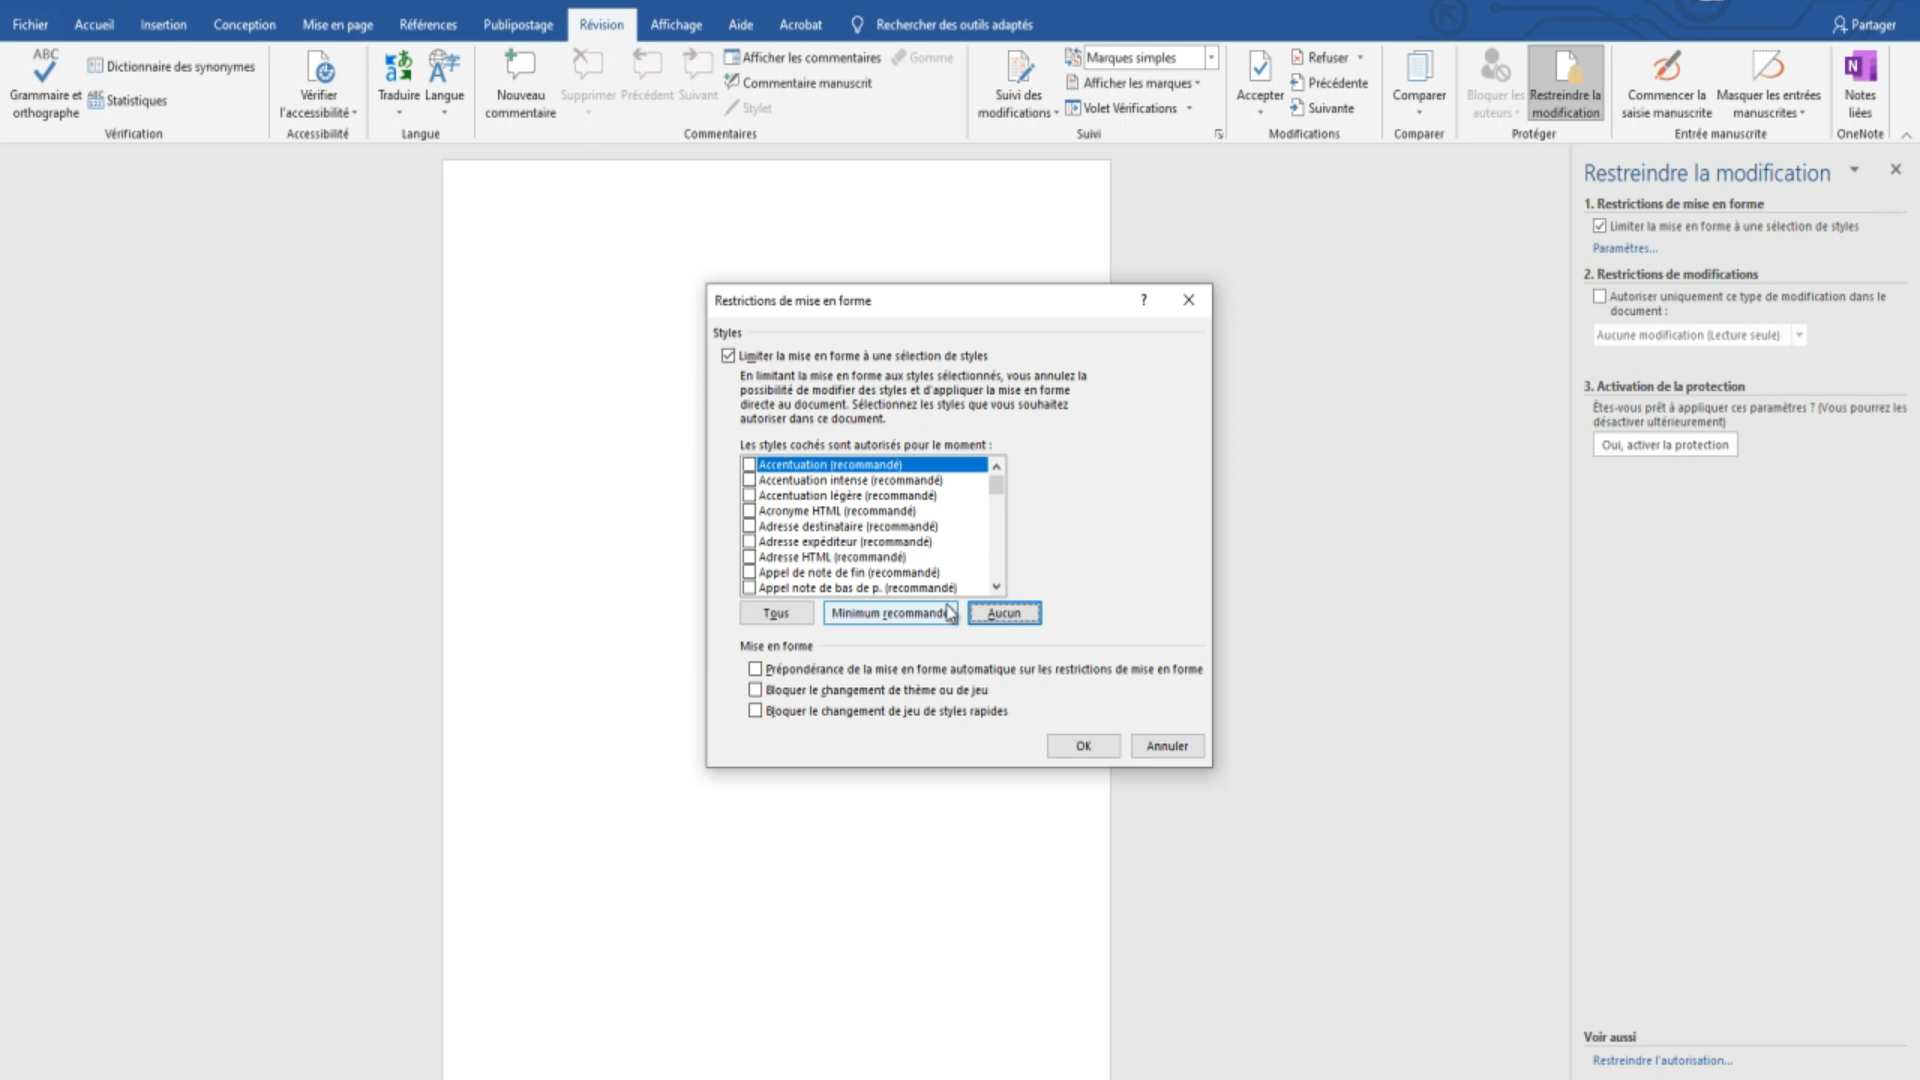 Fichier Accueil Insertion Conception Mise en page Références Publipostage Révision Affichage Aide Acrobat Rechercher des outils adaptés Partager
ABC
Grammaire et
orthographe
Dictionnaire des synonymes
Statistiques
Vérification
Vérifier
l'accessibilité
Accessibilité
Traduire Langue
Langue
Nouveau
commentaire
Supprimer Précédent Suivant
Afficher les commentaires
Gomme
Commentaire manuscrit
Stylet
Commentaires
Suivi des
modifications
Marques simples
Afficher les marques
Volet Vérifications
Suivi
Accepter
Refuser
Précédente
Suivante
Modifications
Comparer
Comparer
Bloquer les
auteurs
Restreindre la
modification
Protéger
Commencer la
saisie manuscrite
Masquer les entrées
manuscrites
Entrée manuscrite
Notes
liées
OneNote
Restrictions de mise en forme
Styles
Limiter la mise en forme à une sélection de styles
En limitant la mise en forme aux styles sélectionnés, vous annulez la
possibilité de modifier des styles et d'appliquer la mise en forme
directe au document. Sélectionnez les styles que vous souhaitez
autoriser dans ce document.
Les styles cochés sont autorisés pour le moment :
Accentuation (recommandé)
Accentuation intense (recommandé)
Accentuation légère (recommandé)
Acronyme HTML (recommandé)
Adresse destinataire (recommandé)
Adresse expéditeur (recommandé)
Adresse HTML (recommandé)
Appel de note de fin (recommandé)
Appel note de bas de p. (recommandé)
Tous Minimum recommandé Aucun
Mise en forme
Prépondérance de la mise en forme automatique sur les restrictions de mise en forme
Bloquer le changement de thème ou de jeu
Bloquer le changement de jeu de styles rapides
OK Annuler
Restreindre la modification
1. Restrictions de mise en forme
Limiter la mise en forme à une sélection de styles
Paramètres...
2. Restrictions de modifications
Autoriser uniquement ce type de modification dans le
document :
Aucune modification (Lecture seule)
3. Activation de la protection
Êtes-vous prêt à appliquer ces paramètres ? (Vous pourrez les
désactiver ultérieurement)
Oui, activer la protection
Voir aussi
Restreindre l'autorisation...